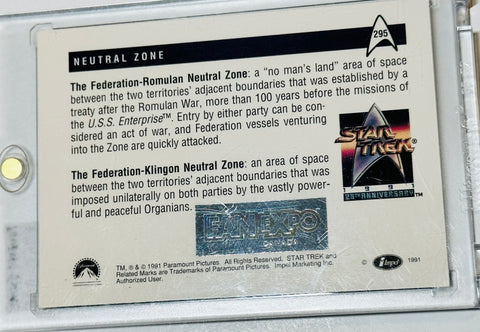 295
NEUTRAL ZONE
The Federation-Romulan Neutral Zone: a "no man's land" area of space
between the two territories' adjacent boundaries that was established by a
treaty after the Romulan War, more than 100 years before the missions of
the U.S.S. Enterprise™. Entry by either party can be con-
sidered an act of war, and Federation vessels venturing
into the Zone are quickly attacked.
The Federation-Klingon Neutral Zone: an area of space
between the two territories' adjacent boundaries that was
imposed unilaterally on both parties by the vastly power-
ful and peaceful Organians.
STAR
TREK®
1991
25TH ANNIVERSARY™
FAN EXPO
CANADA
TM, ® & © 1991 Paramount Pictures. All Rights Reserved. STAR TREK and
Related Marks are Trademarks of Paramount Pictures. Impel Marketing Inc.
Authorized User.
© Impel 1991